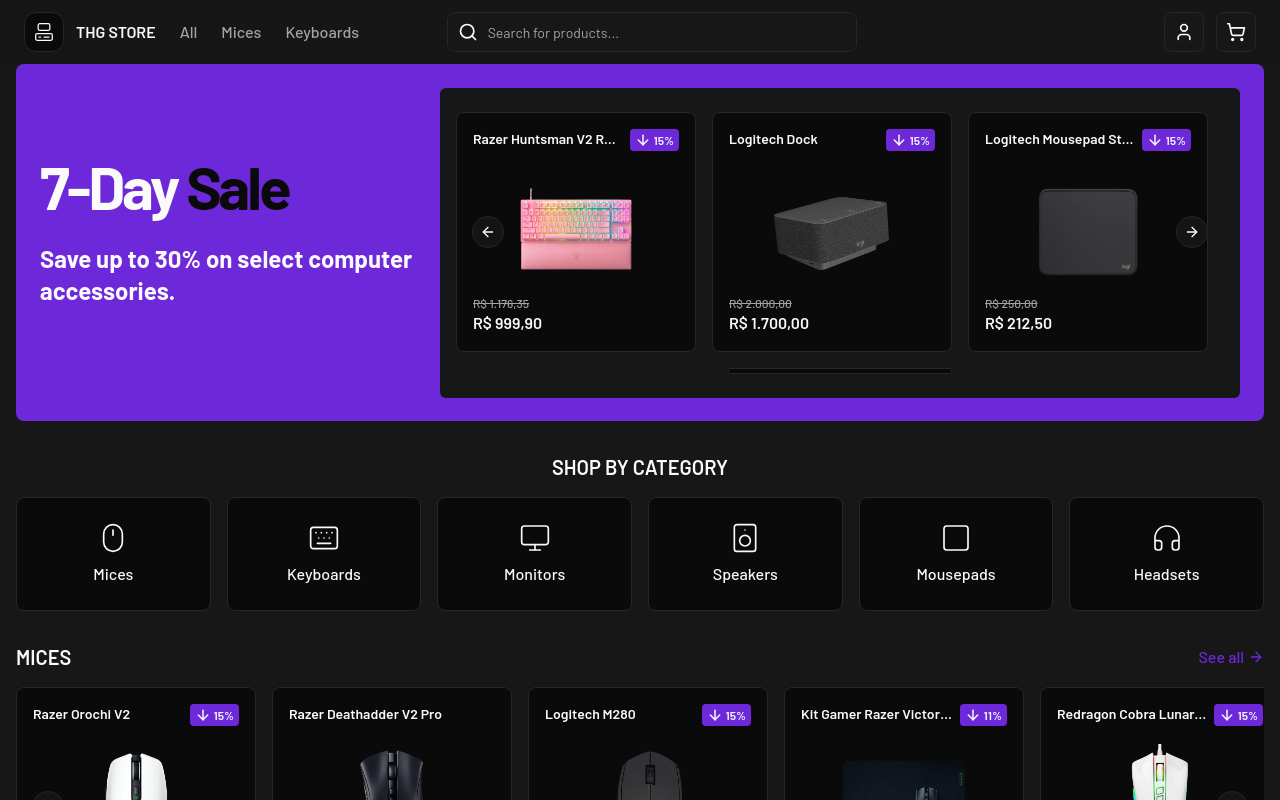 THG STORE
All
Mices
Keyboards
Search for products...
7-Day Sale
Save up to 30% on select computer
accessories.
Razer Huntsman V2 R...
15%
R$ 1.176,35
R$ 999,90
Logitech Dock
15%
R$ 2.000,00
R$ 1.700,00
Logitech Mousepad St...
15%
R$ 250,00
R$ 212,50
SHOP BY CATEGORY
Mices
Keyboards
Monitors
Speakers
Mousepads
Headsets
MICES
See all
Razer Orochi V2
15%
Razer Deathadder V2 Pro
Logitech M280
15%
Kit Gamer Razer Victor...
11%
Redragon Cobra Lunar...
15%